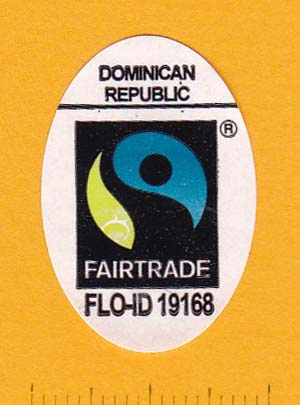 DOMINICAN
REPUBLIC
®
FAIRTRADE
FLO-ID 19168